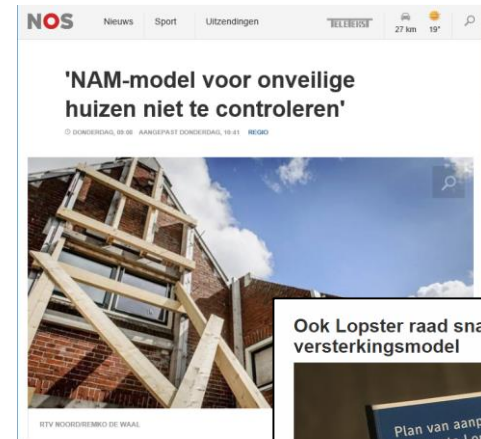 NOS Nieuws Sport Uitzendingen TELETEKST 27 km 19°
'NAM-model voor onveilige
huizen niet te controleren'
DONDERDAG, 09:06 AANGEPAST DONDERDAG, 10:41 REGIO
RTV NOORD/REMKO DE WAAL
Ook Lopster raad sna
versterkingsmodel
Plan van aanp